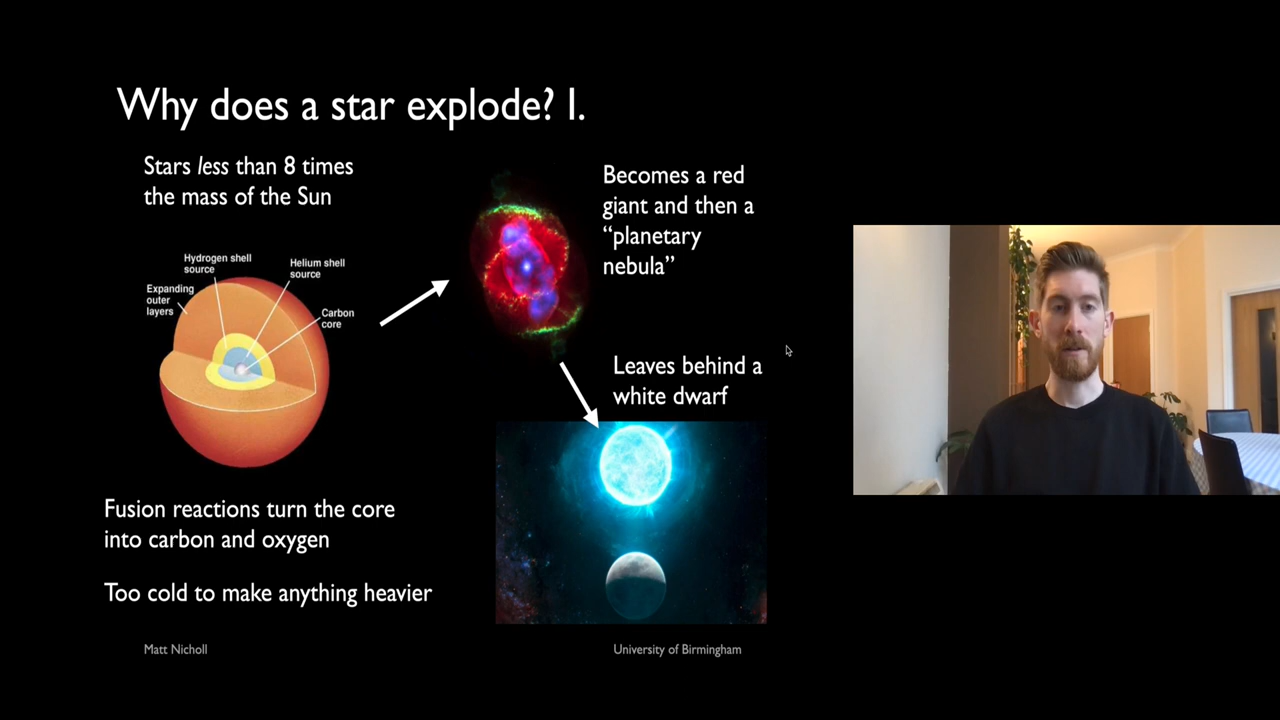 Why does a star explode? I.
Stars less than 8 times
the mass of the Sun
Hydrogen shell
source
Helium shell
source
Expanding
outer
layers
Carbon
core
Fusion reactions turn the core
into carbon and oxygen
Too cold to make anything heavier
Becomes a red
giant and then a
“planetary
nebula”
Leaves behind a
white dwarf
Matt Nicholl
University of Birmingham